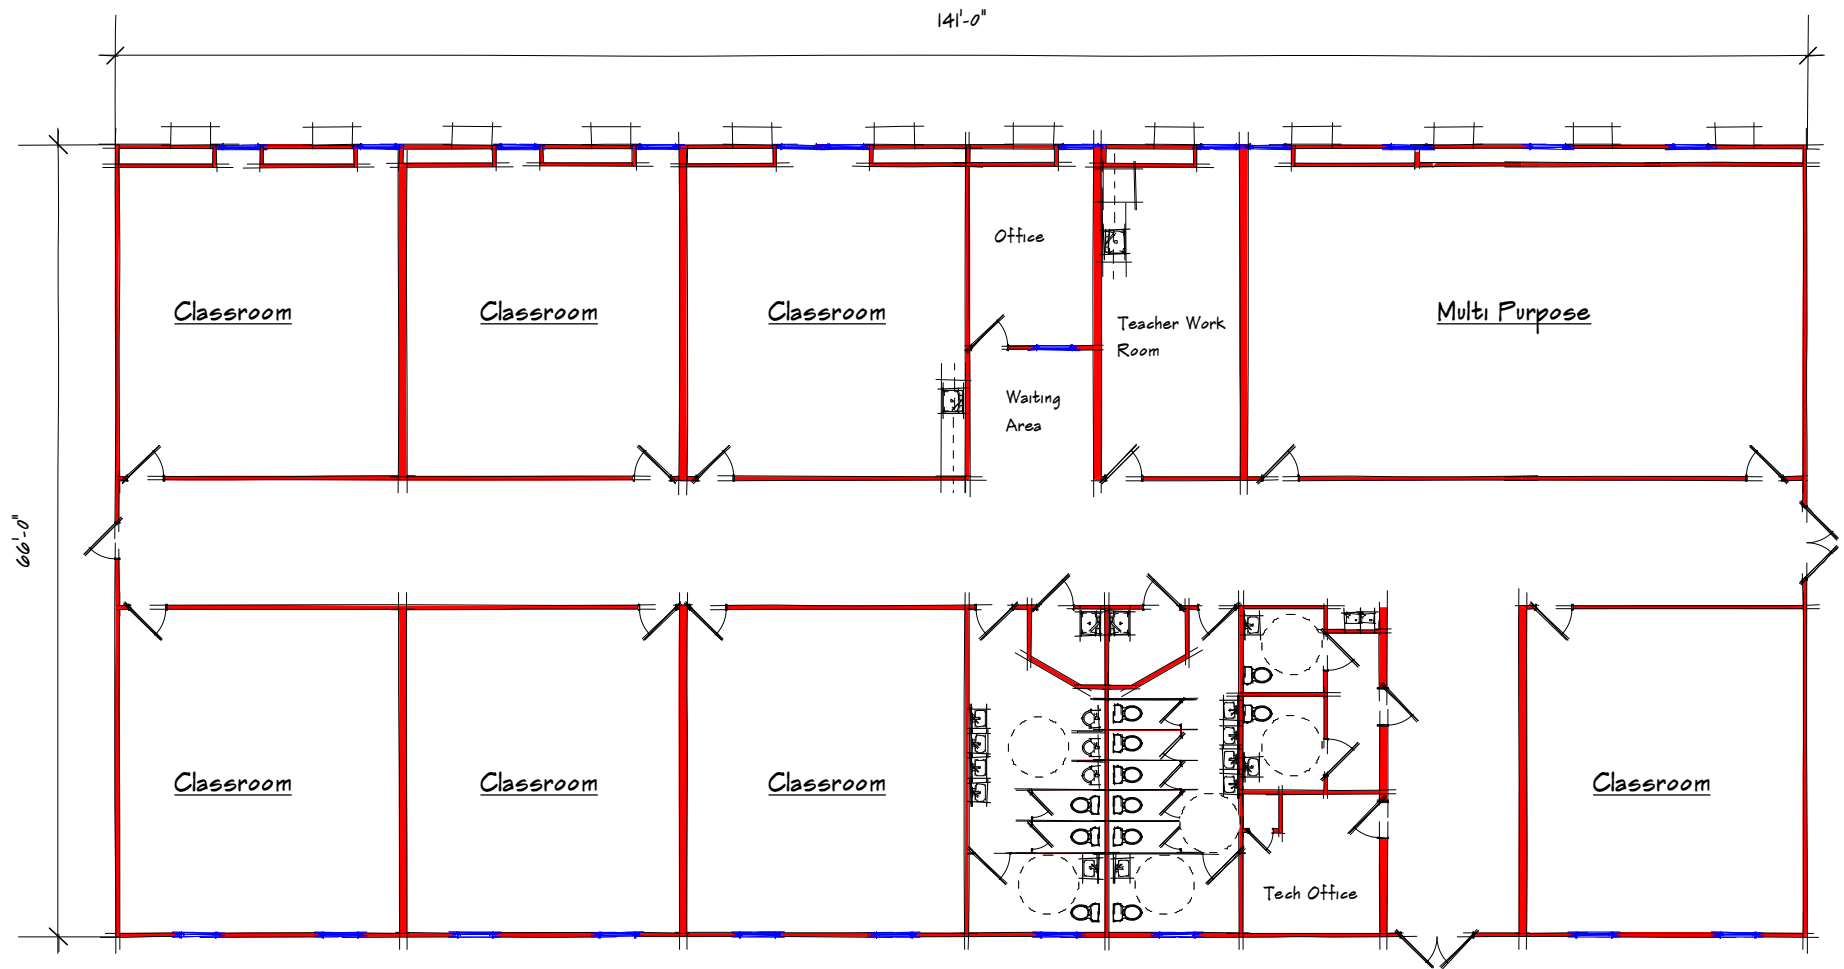 141'-0"
Office
Classroom
Classroom
Classroom
Multi Purpose
Teacher Work
Room
Waiting
Area
66'-0"
Classroom
Classroom
Classroom
Classroom
Tech Office